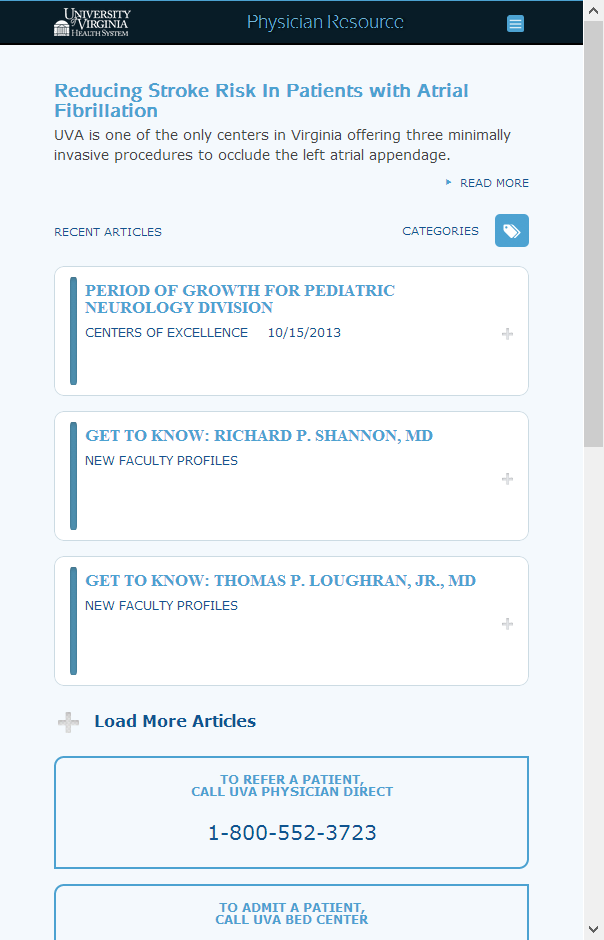 UNIVERSITY
of VIRGINIA
HEALTH SYSTEM
Physician Resource
Reducing Stroke Risk In Patients with Atrial
Fibrillation
UVA is one of the only centers in Virginia offering three minimally
invasive procedures to occlude the left atrial appendage.
READ MORE
RECENT ARTICLES
CATEGORIES
PERIOD OF GROWTH FOR PEDIATRIC
NEUROLOGY DIVISION
CENTERS OF EXCELLENCE 10/15/2013
GET TO KNOW: RICHARD P. SHANNON, MD
NEW FACULTY PROFILES
GET TO KNOW: THOMAS P. LOUGHRAN, JR., MD
NEW FACULTY PROFILES
Load More Articles
TO REFER A PATIENT,
CALL UVA PHYSICIAN DIRECT
1-800-552-3723
TO ADMIT A PATIENT,
CALL UVA BED CENTER